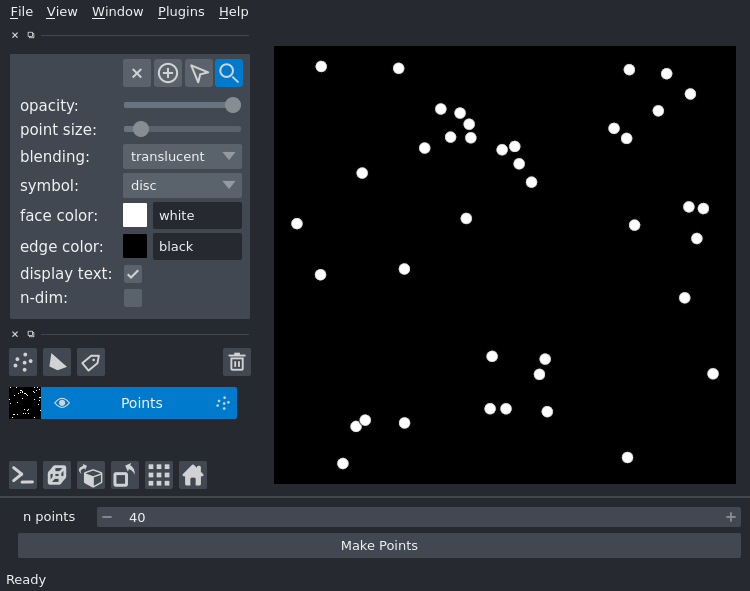 File View Window Plugins Help
opacity:
point size:
blending: translucent
symbol: disc
face color: white
edge color: black
display text:
n-dim:
Points
n points 40
Make Points
Ready